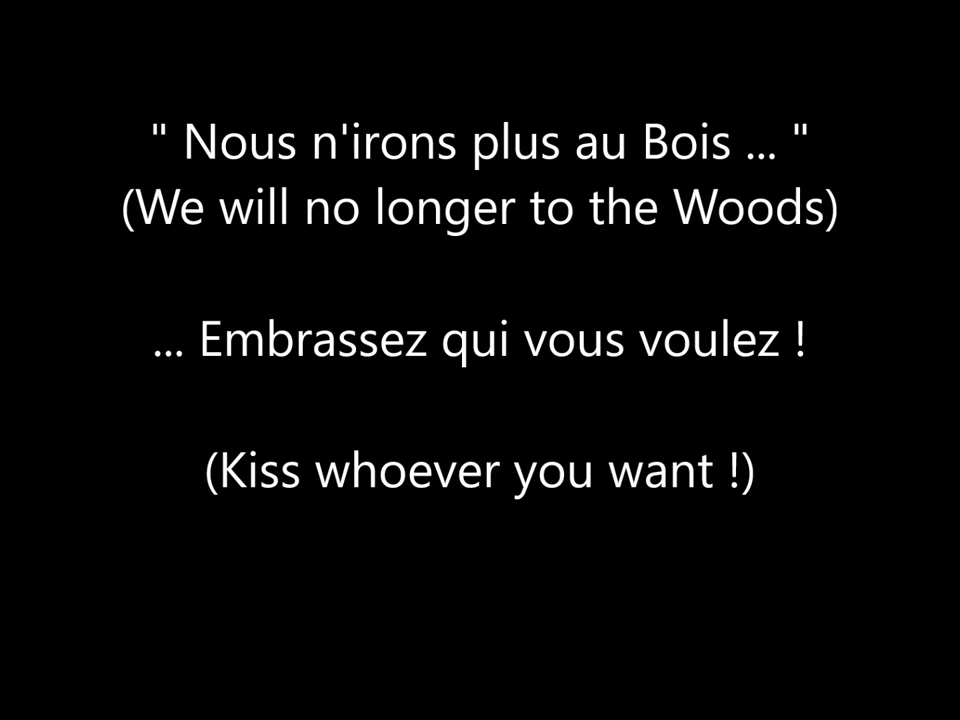 " Nous n'irons plus au Bois ... "
(We will no longer to the Woods)
... Embrassez qui vous voulez !
(Kiss whoever you want !)